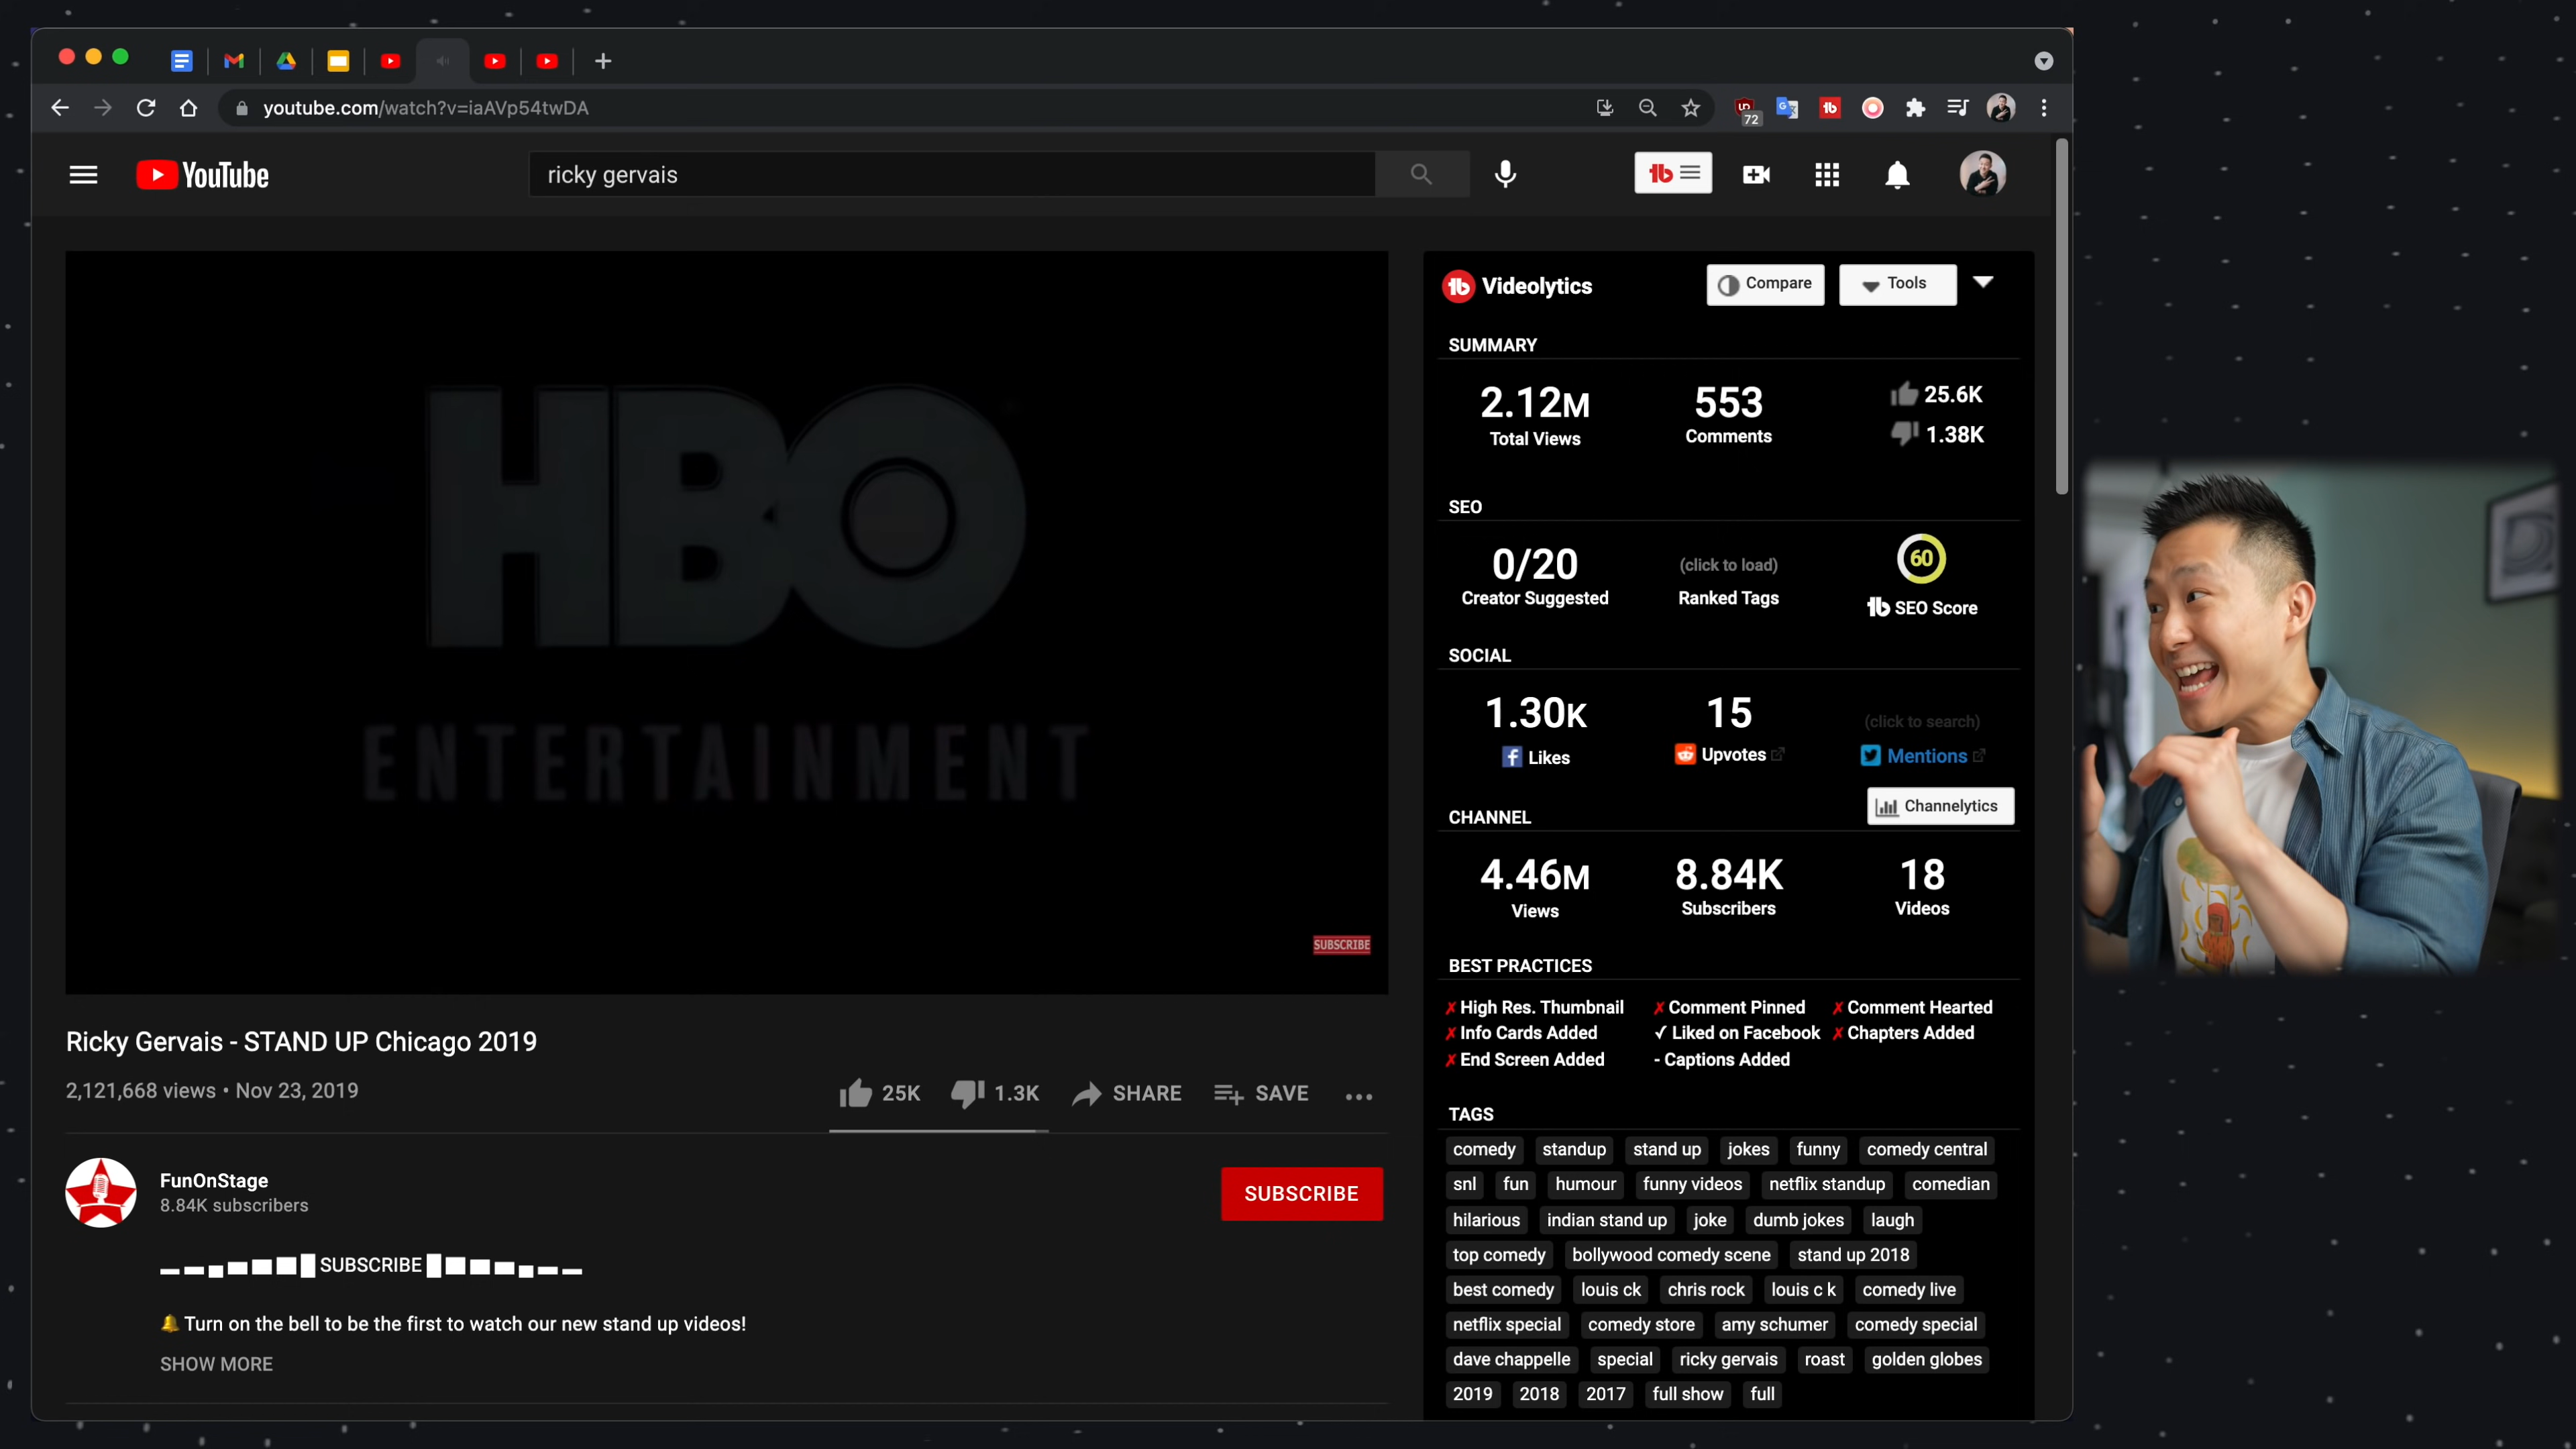 youtube.com/watch?v=iaAVp54twDA
72
YouTube
ricky gervais
HBO
ENTERTAINMENT
SUBSCRIBE
Ricky Gervais - STAND UP Chicago 2019
2,121,668 views • Nov 23, 2019
25K 1.3K SHARE SAVE
FunOnStage
8.84K subscribers
SUBSCRIBE
SUBSCRIBE
🔔 Turn on the bell to be the first to watch our new stand up videos!
SHOW MORE
Videolytics Compare Tools
SUMMARY
2.12M 553 25.6K
Total Views Comments 1.38K
SEO
0/20 (click to load) 60
Creator Suggested Ranked Tags tb SEO Score
SOCIAL
1.30K 15 (click to search)
Likes Upvotes Mentions
CHANNEL Channelytics
4.46M 8.84K 18
Views Subscribers Videos
BEST PRACTICES
✗ High Res. Thumbnail ✗ Comment Pinned ✗ Comment Hearted
✗ Info Cards Added ✓ Liked on Facebook ✗ Chapters Added
✗ End Screen Added - Captions Added
TAGS
comedy standup stand up jokes funny comedy central
snl fun humour funny videos netflix standup comedian
hilarious indian stand up joke dumb jokes laugh
top comedy bollywood comedy scene stand up 2018
best comedy louis ck chris rock louis c k comedy live
netflix special comedy store amy schumer comedy special
dave chappelle special ricky gervais roast golden globes
2019 2018 2017 full show full